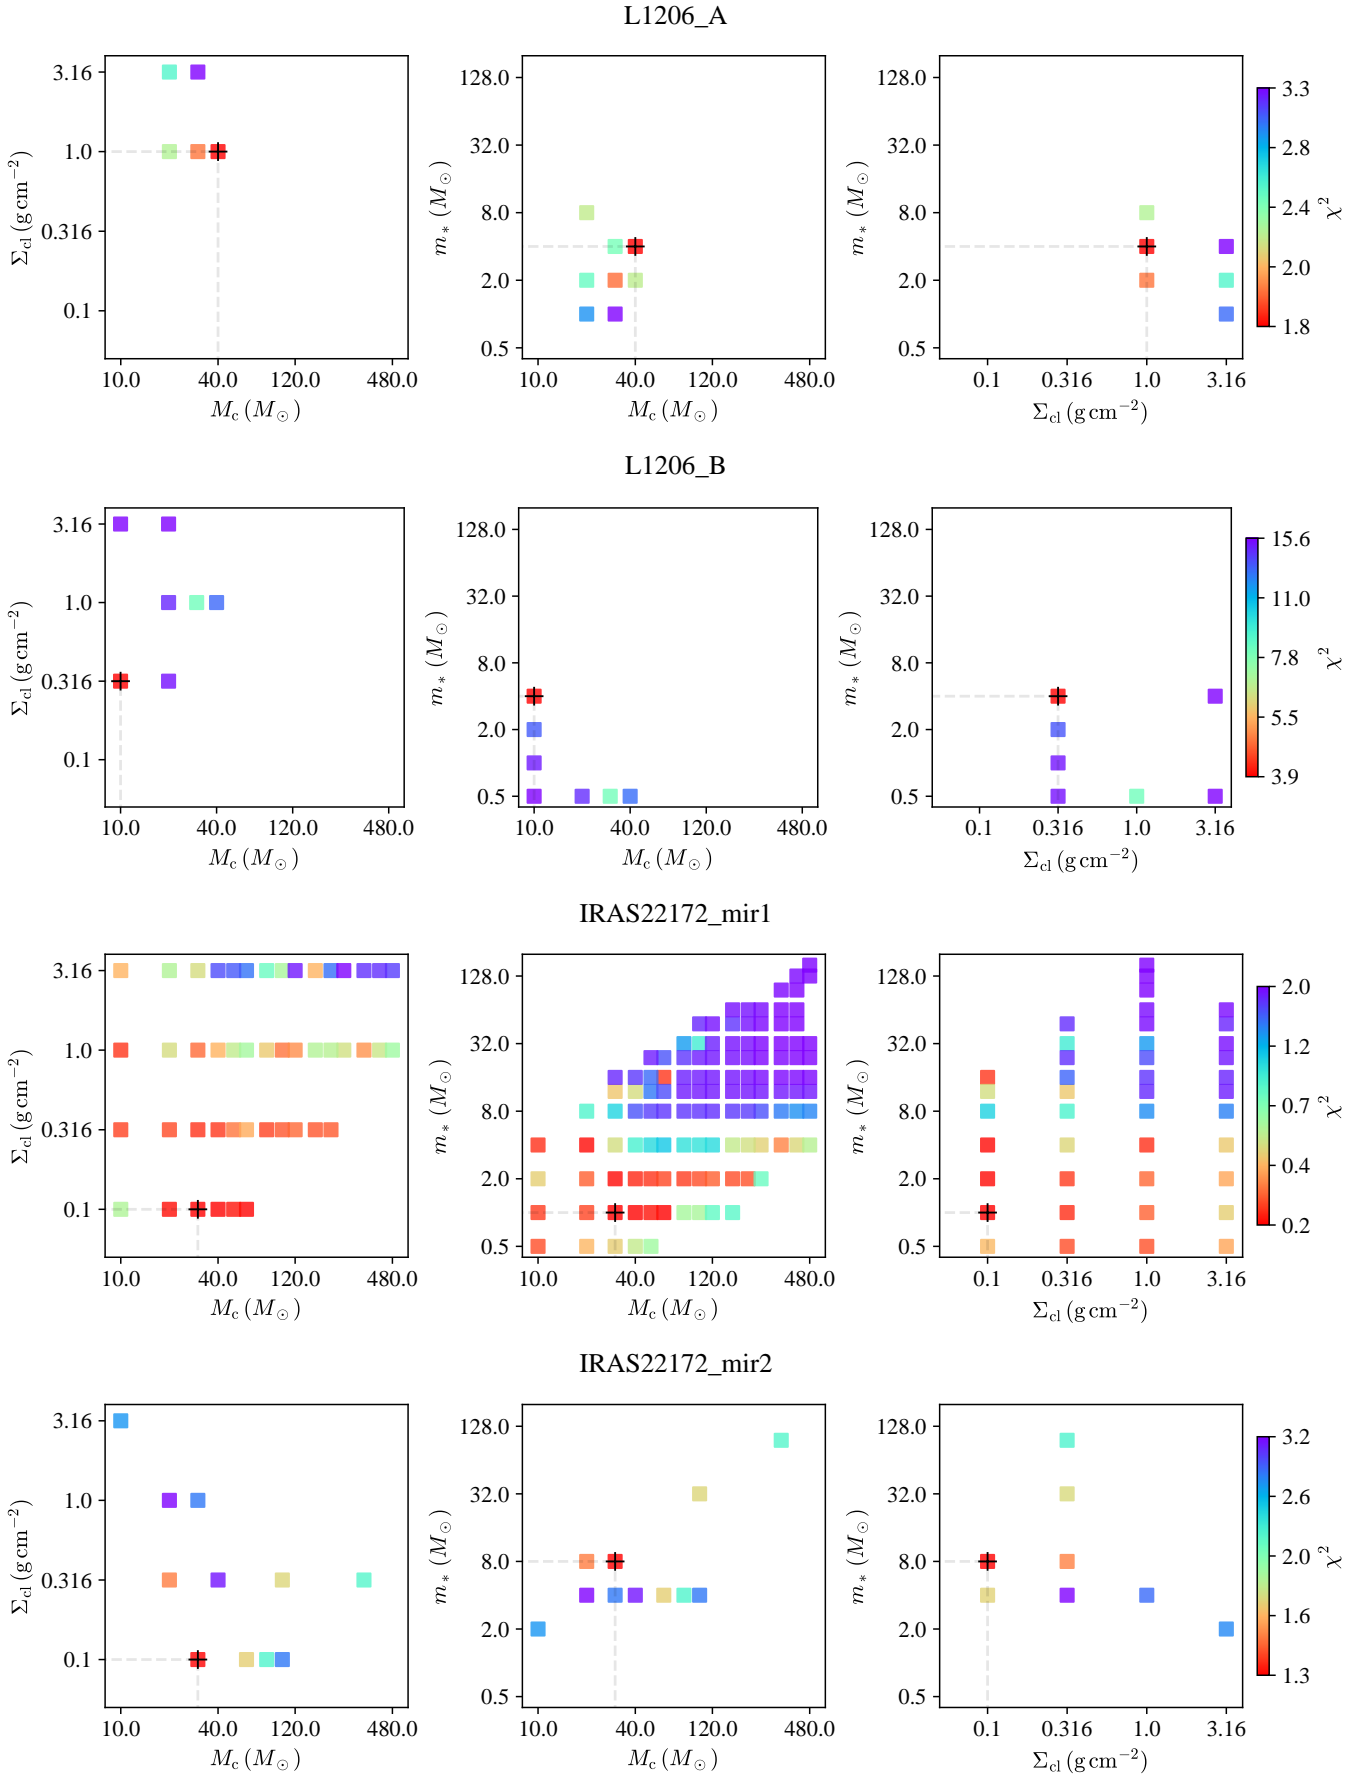 L1206_A
3.16
1.0
0.316
0.1
Σcl (g cm−2)
10.0 40.0 120.0 480.0
Mc (M⊙)
128.0
32.0
8.0
2.0
0.5
m* (M⊙)
10.0 40.0 120.0 480.0
Mc (M⊙)
128.0
32.0
8.0
2.0
0.5
m* (M⊙)
0.1 0.316 1.0 3.16
Σcl (g cm−2)
3.3
2.8
2.4
2.0
1.8
χ2
L1206_B
3.16
1.0
0.316
0.1
Σcl (g cm−2)
10.0 40.0 120.0 480.0
Mc (M⊙)
128.0
32.0
8.0
2.0
0.5
m* (M⊙)
10.0 40.0 120.0 480.0
Mc (M⊙)
128.0
32.0
8.0
2.0
0.5
m* (M⊙)
0.1 0.316 1.0 3.16
Σcl (g cm−2)
15.6
11.0
7.8
5.5
3.9
χ2
IRAS22172_mir1
3.16
1.0
0.316
0.1
Σcl (g cm−2)
10.0 40.0 120.0 480.0
Mc (M⊙)
128.0
32.0
8.0
2.0
0.5
m* (M⊙)
10.0 40.0 120.0 480.0
Mc (M⊙)
128.0
32.0
8.0
2.0
0.5
m* (M⊙)
0.1 0.316 1.0 3.16
Σcl (g cm−2)
2.0
1.2
0.7
0.4
0.2
χ2
IRAS22172_mir2
3.16
1.0
0.316
0.1
Σcl (g cm−2)
10.0 40.0 120.0 480.0
Mc (M⊙)
128.0
32.0
8.0
2.0
0.5
m* (M⊙)
10.0 40.0 120.0 480.0
Mc (M⊙)
128.0
32.0
8.0
2.0
0.5
m* (M⊙)
0.1 0.316 1.0 3.16
Σcl (g cm−2)
3.2
2.6
2.0
1.6
1.3
χ2